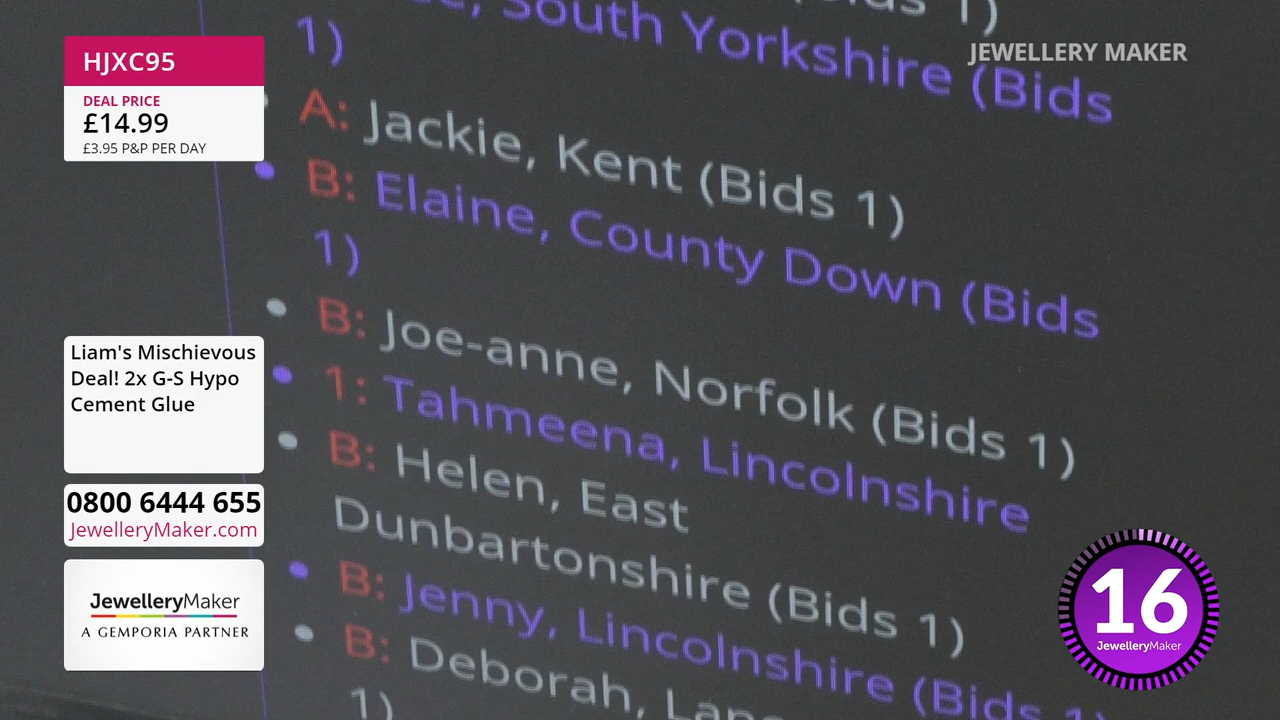 HJXC95
DEAL PRICE
£14.99
£3.95 P&P PER DAY
JEWELLERY MAKER
1)
South Yorkshire (Bids
1)
A: Jackie, Kent (Bids 1)
B: Elaine, County Down (Bids
1)
B: Joe-anne, Norfolk (Bids 1)
1: Tahmeena, Lincolnshire
B: Helen, East
Dunbartonshire (Bids 1)
B: Jenny, Lincolnshire (Bids 1)
B: Deborah,
1)
Liam's Mischievous
Deal! 2x G-S Hypo
Cement Glue
0800 6444 655
JewelleryMaker.com
JewelleryMaker
A GEMPORIA PARTNER
16
JewelleryMaker